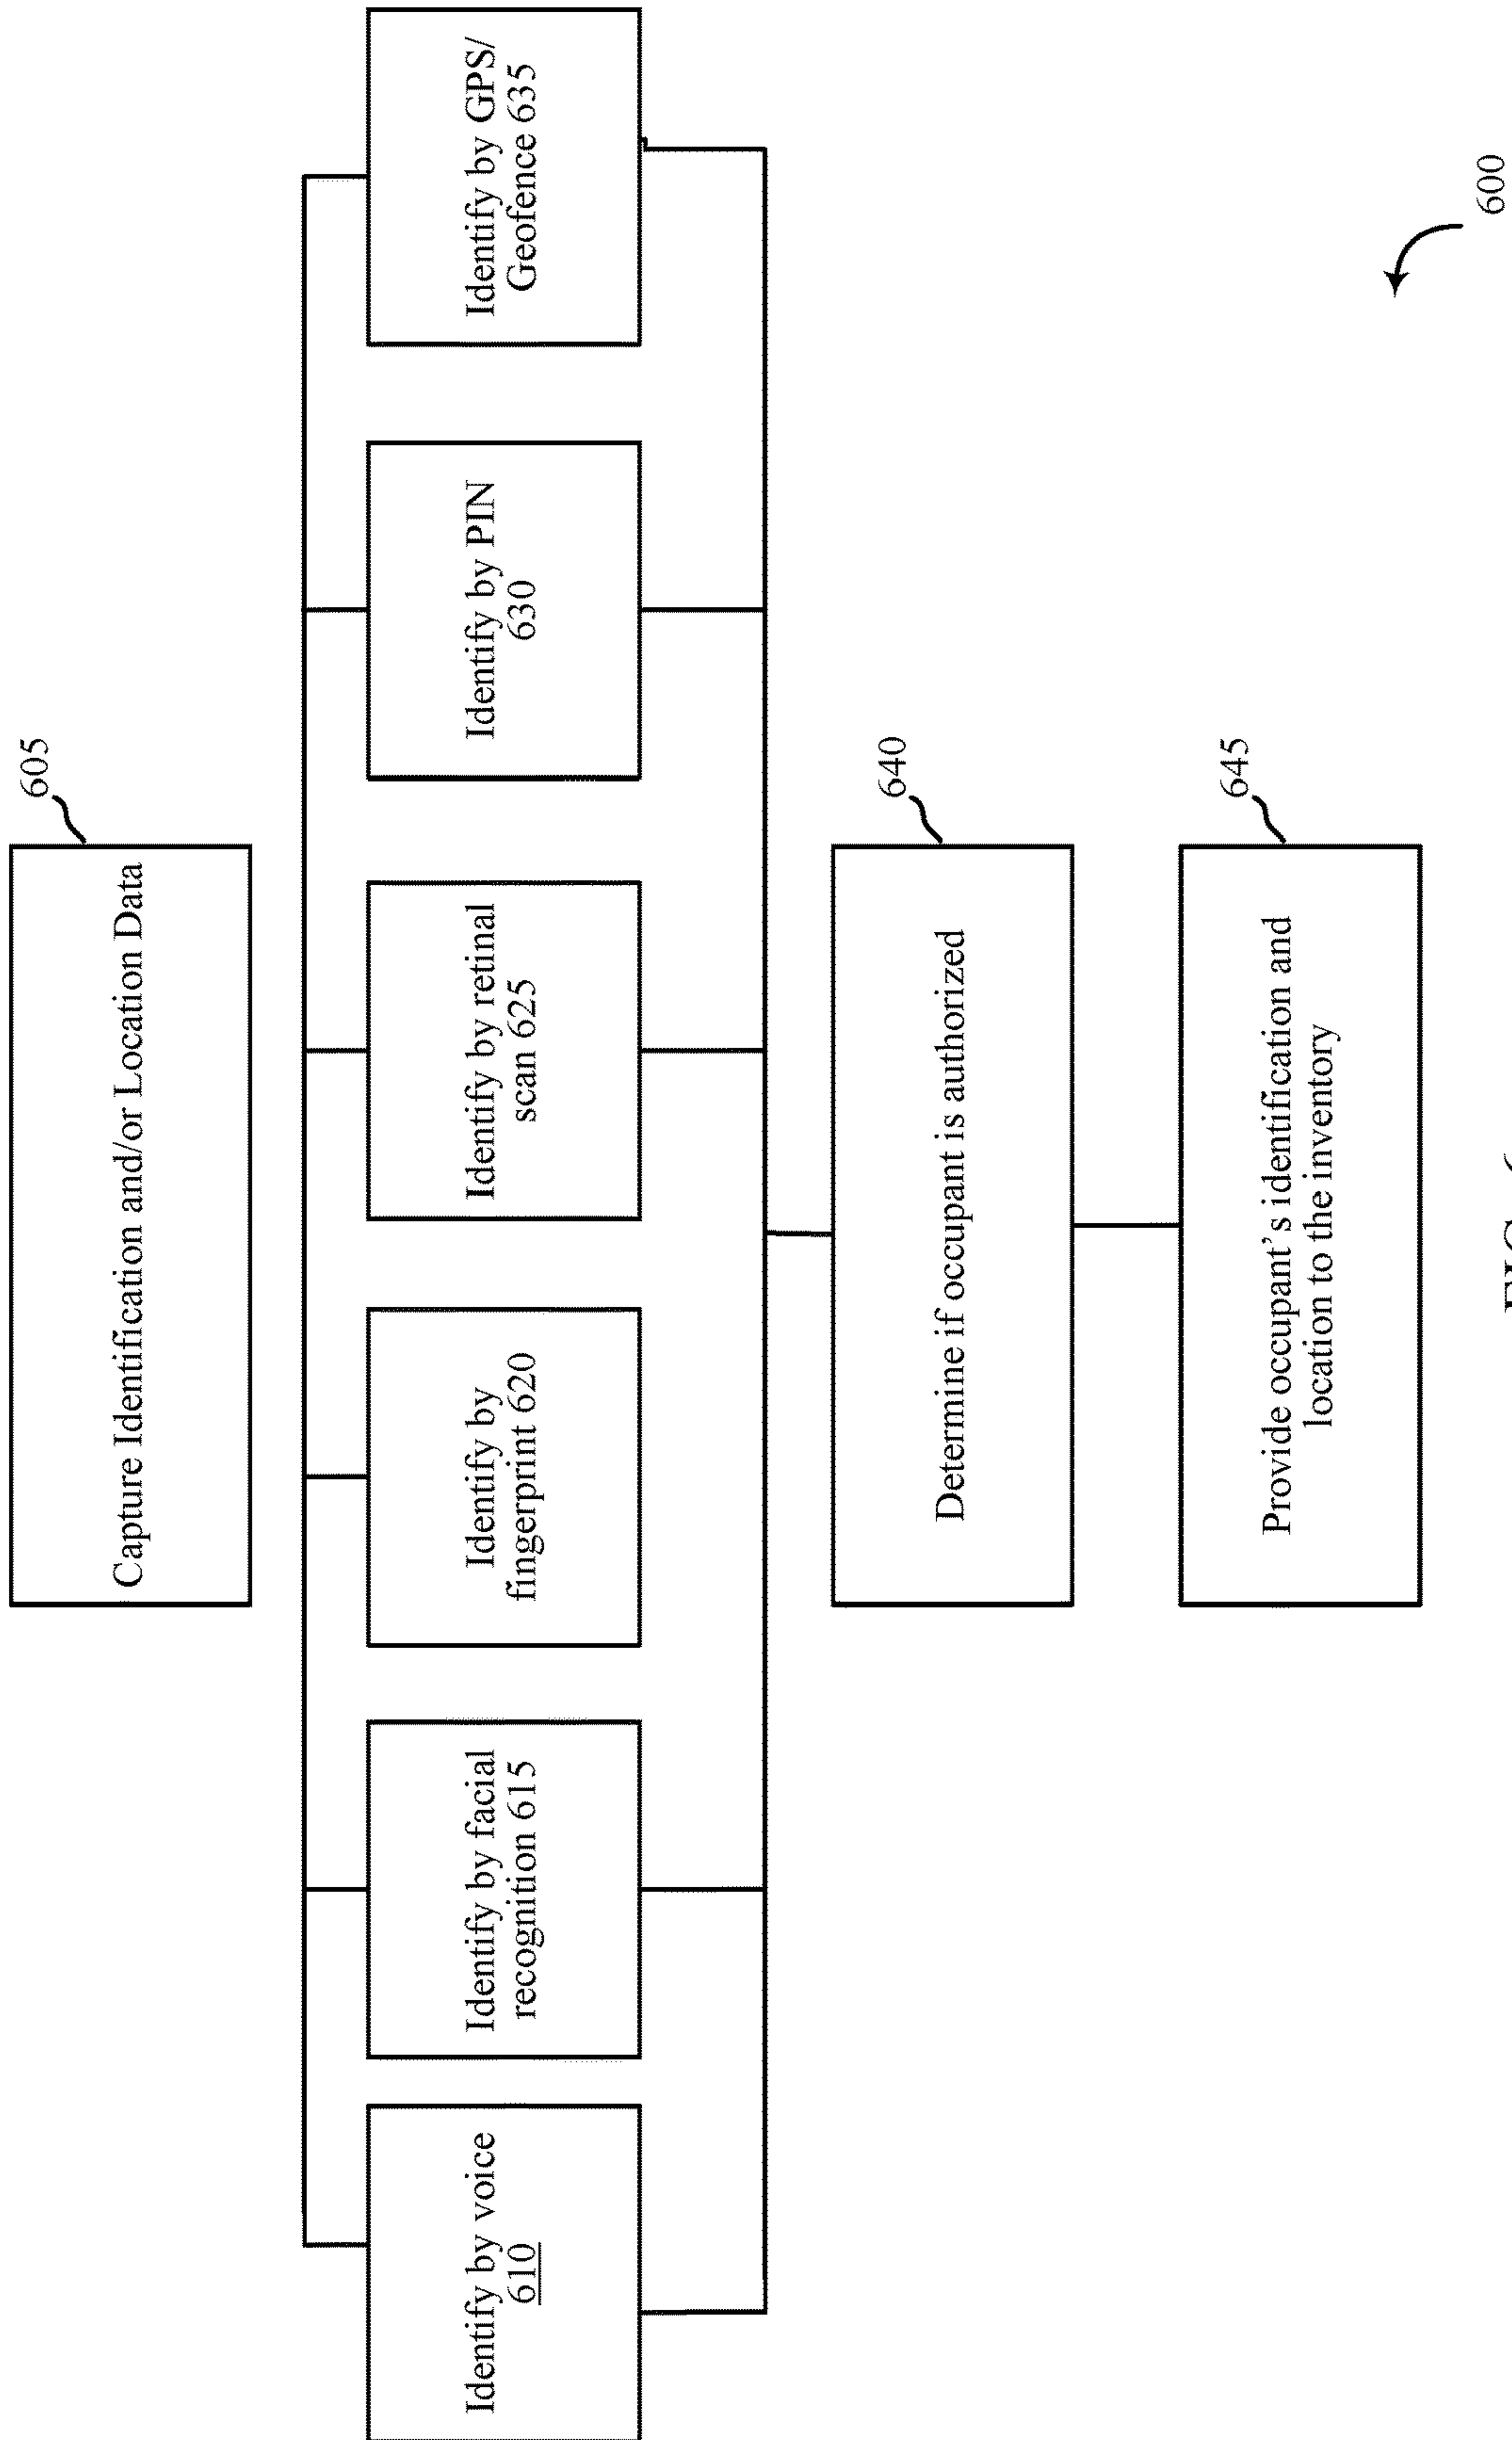 605
Capture Identification and/or Location Data
Identify by voice
610
Identify by facial
recognition 615
Identify by
fingerprint 620
Identify by retinal
scan 625
Identify by PIN
630
Identify by GPS/
Geofence 635
640
Determine if occupant is authorized
645
Provide occupant's identification and
location to the inventory
600